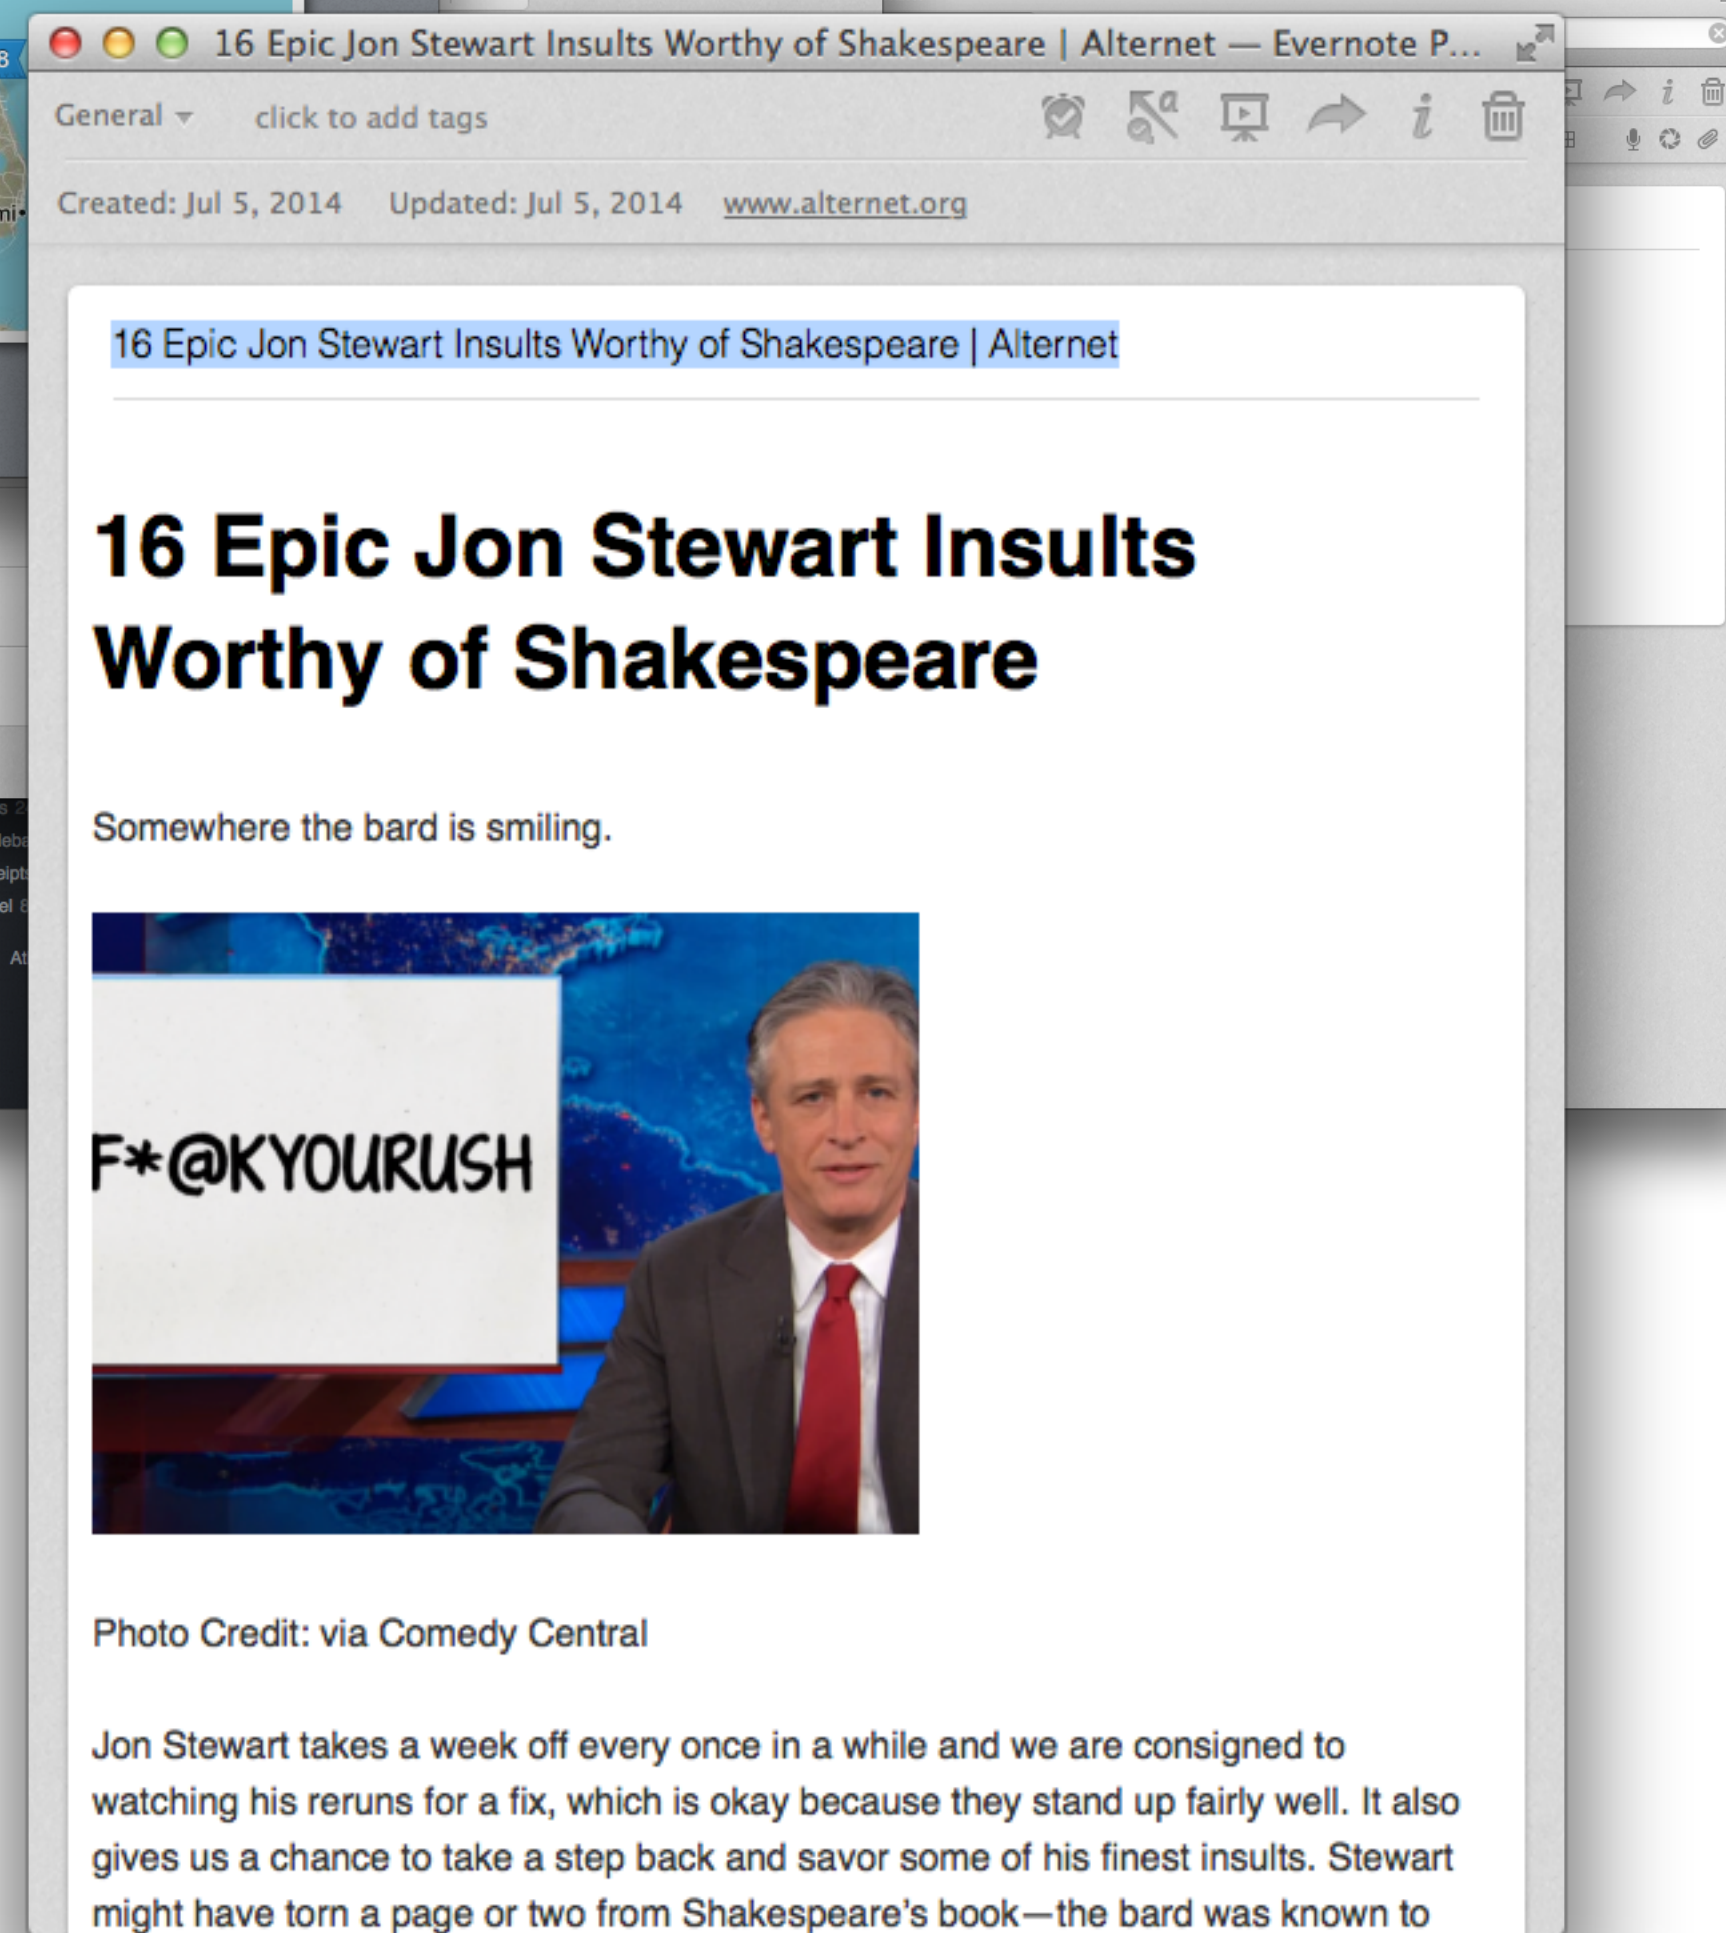 16 Epic Jon Stewart Insults Worthy of Shakespeare | Alternet — Evernote P...
General
click to add tags
Created: Jul 5, 2014 Updated: Jul 5, 2014 www.alternet.org
16 Epic Jon Stewart Insults Worthy of Shakespeare | Alternet
16 Epic Jon Stewart Insults
Worthy of Shakespeare
Somewhere the bard is smiling.
F*@KYOURUSH
Photo Credit: via Comedy Central
Jon Stewart takes a week off every once in a while and we are consigned to
watching his reruns for a fix, which is okay because they stand up fairly well. It also
gives us a chance to take a step back and savor some of his finest insults. Stewart
might have torn a page or two from Shakespeare’s book—the bard was known to